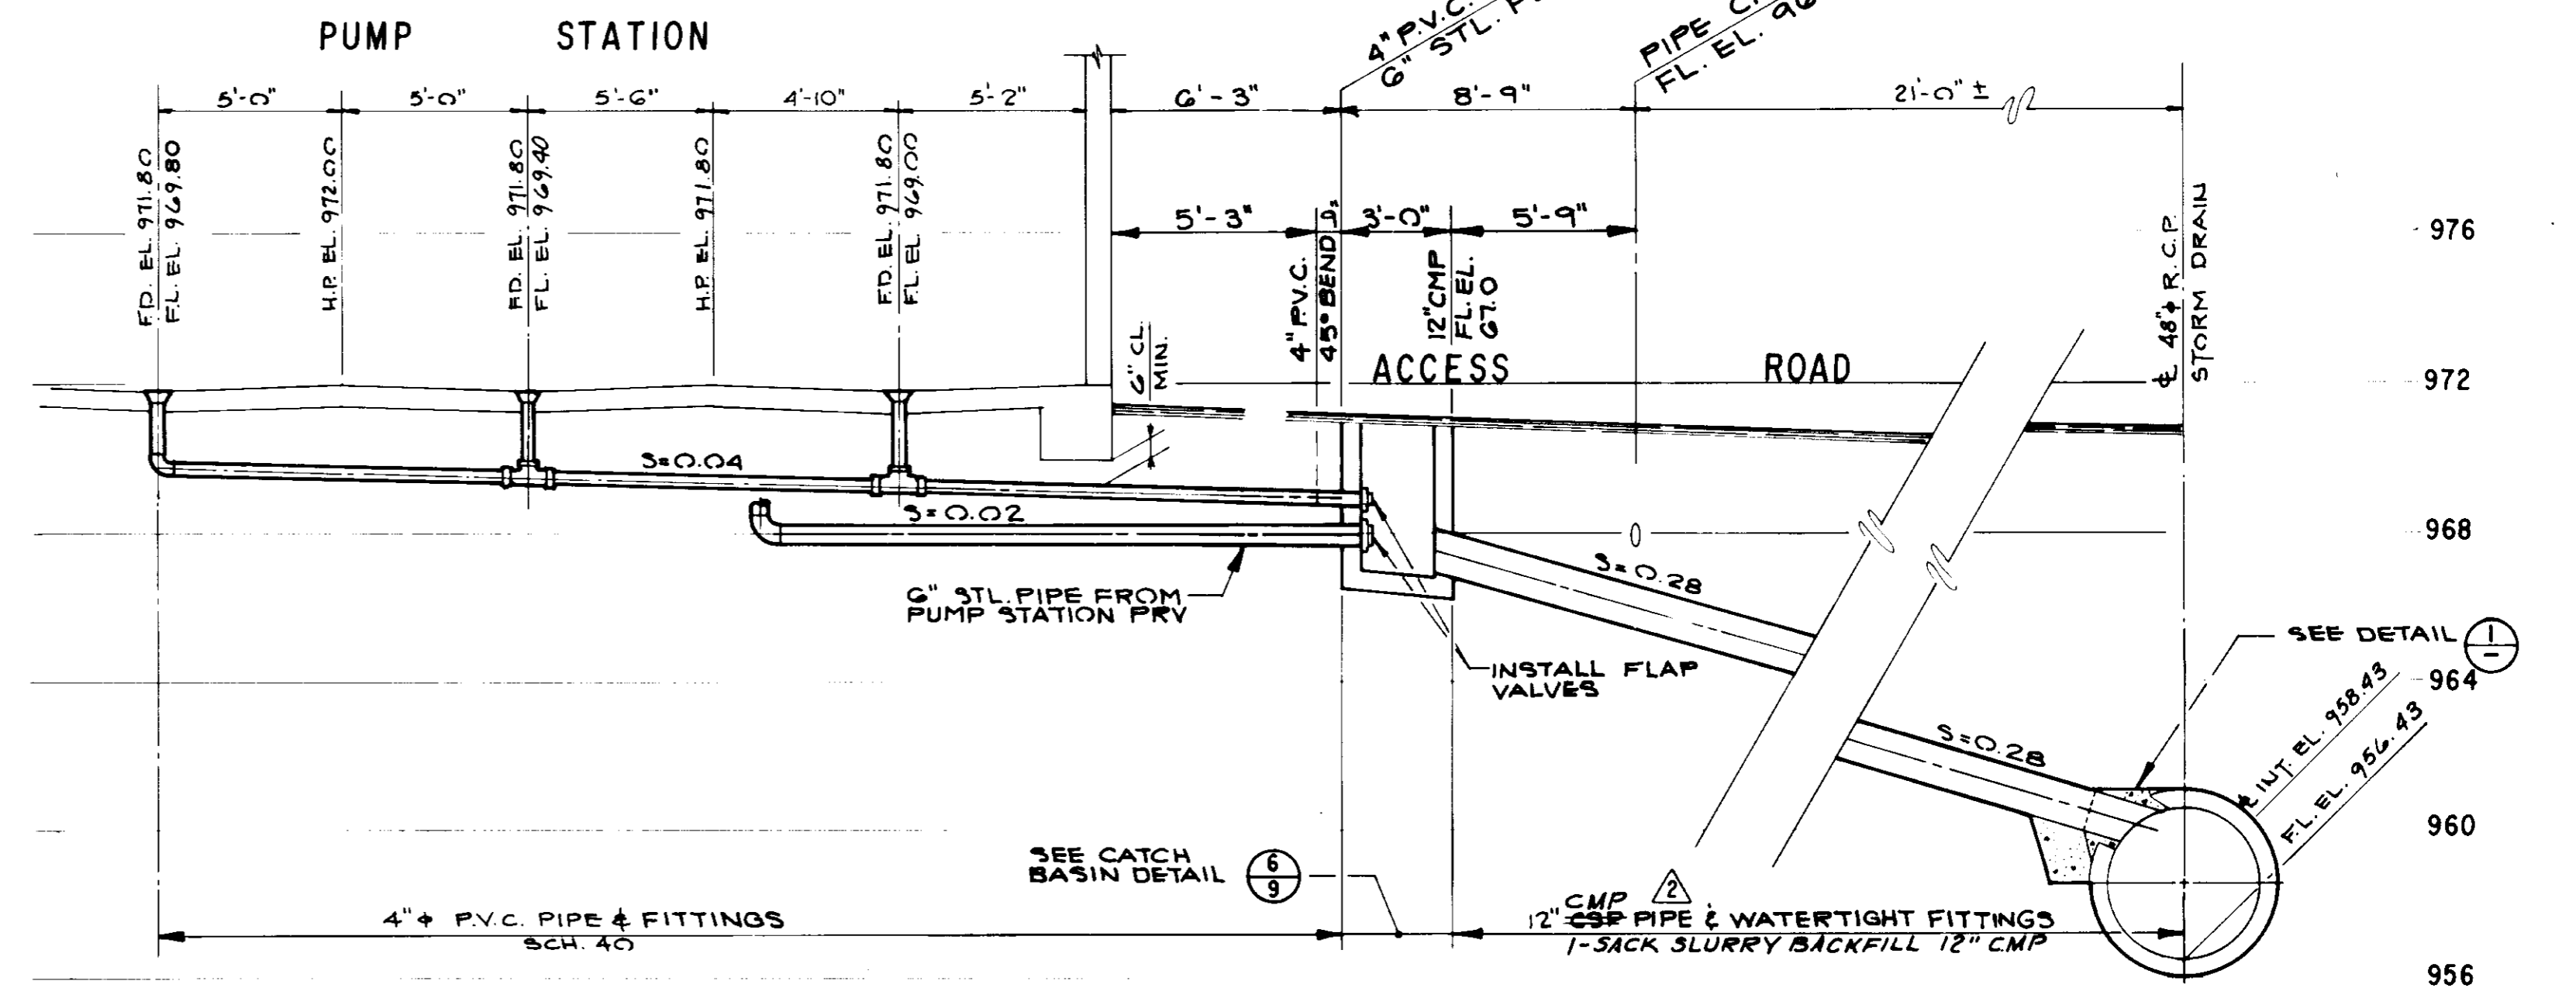 PUMP STATION
4" P.V.C.
6" STL.
PIPE
FL. EL.
5'-0"
5'-0"
5'-6"
4'-10"
5'-2"
6'-3"
8'-9"
21'-0" ±
F.D. EL. 971.80
F.L. EL. 969.80
H.P. EL. 972.00
F.D. EL. 971.80
F.L. EL. 969.40
H.P. EL. 971.80
F.D. EL. 971.80
F.L. EL. 969.00
5'-3"
3'-0"
5'-9"
4" P.V.C.
45° BEND
12" CMP
FL. EL.
67.0
℄ 48"ϕ R.C.P.
STORM DRAIN
976
6" CL.
MIN.
ACCESS ROAD
972
S=0.04
S=0.02
968
S=0.28
6" STL. PIPE FROM
PUMP STATION PRV
INSTALL FLAP
VALVES
SEE DETAIL 1
-
964
℄ INT. EL. 958.43
F.L. EL. 956.43
S=0.28
960
SEE CATCH
BASIN DETAIL
6
9
4"ϕ P.V.C. PIPE & FITTINGS
SCH. 40
CMP 2
12" CSP PIPE & WATERTIGHT FITTINGS
1-SACK SLURRY BACKFILL 12" CMP
956